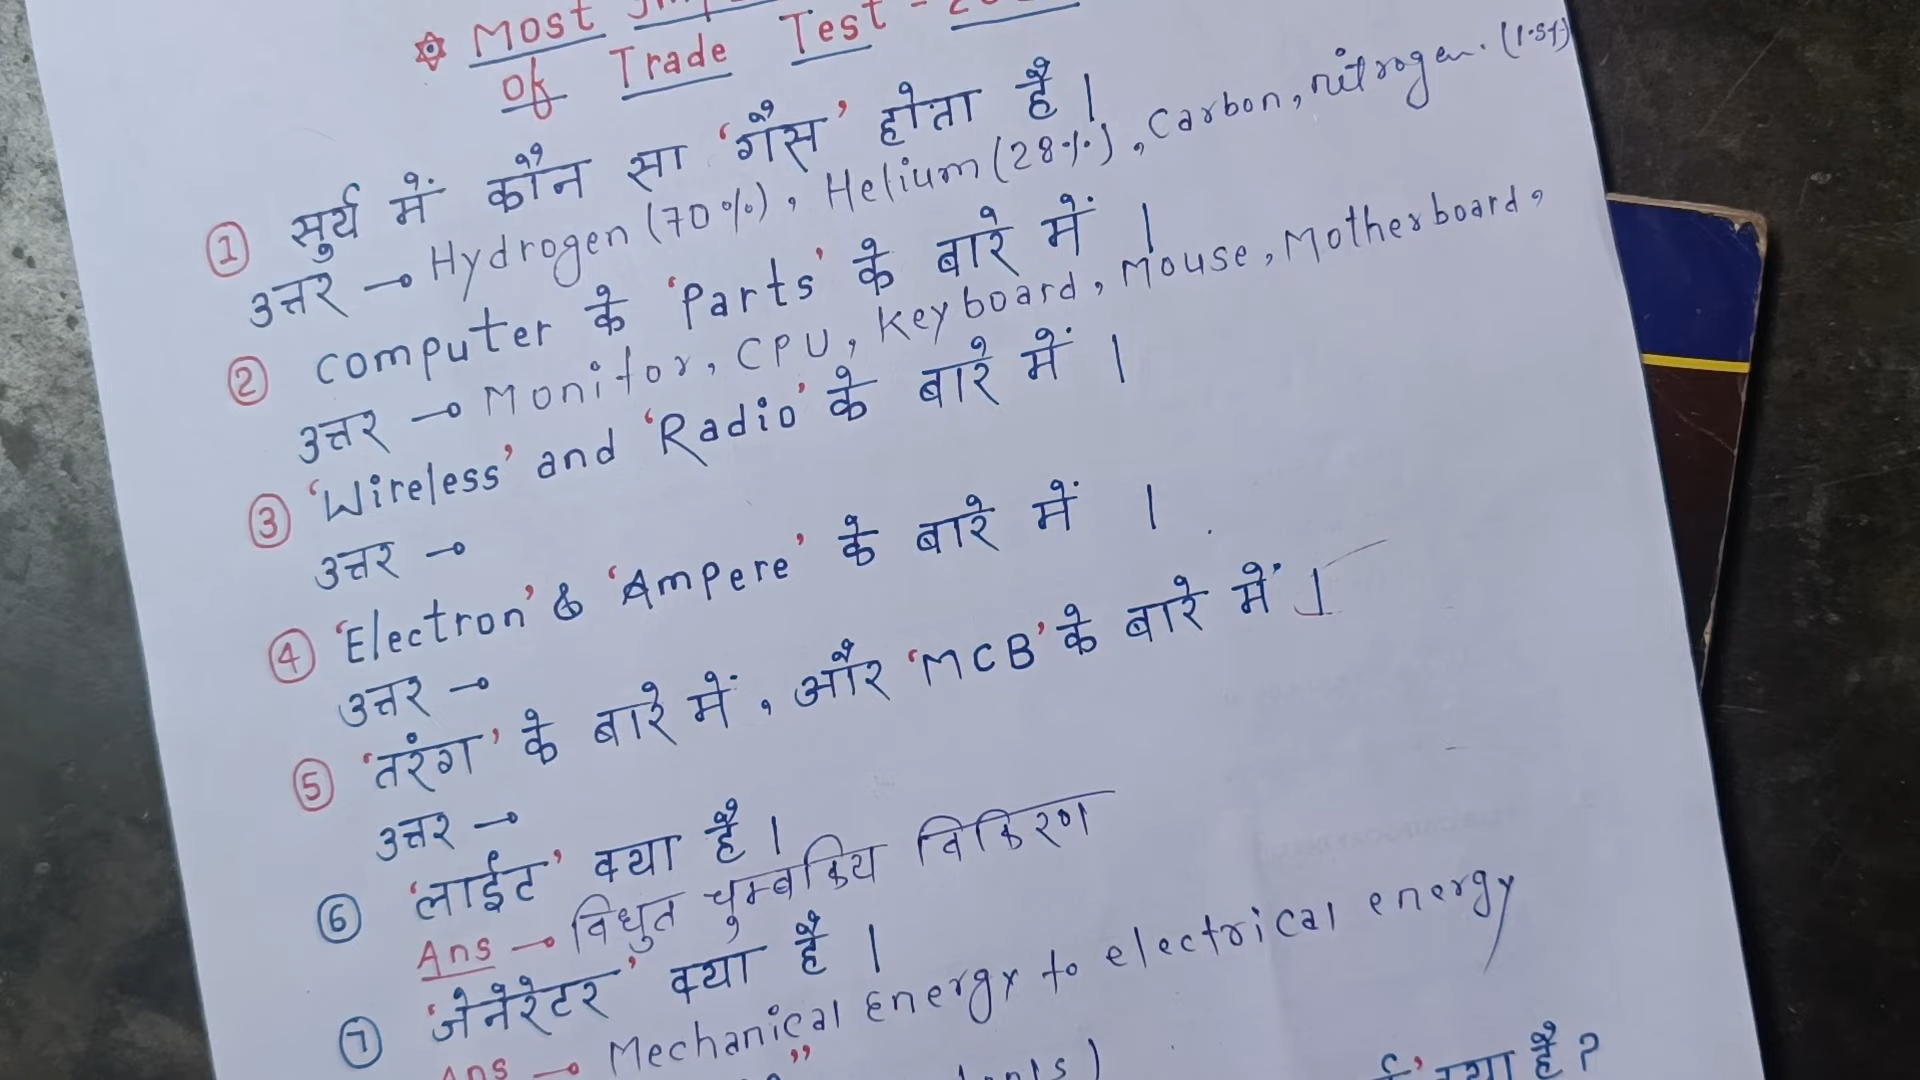 Most
of Trade Test -
① सुर्य में कौन सा 'गैस' होता है।
उत्तर → Hydrogen (70%), Helium (28%), Carbon, nitrogen. (1.5%)
② Computer के 'Parts' के बारे में।
उत्तर → Monitor, CPU, Keyboard, Mouse, Motherboard,
③ 'Wireless' and 'Radio' के बारे में।
उत्तर →
④ 'Electron' & 'Ampere' के बारे में।
उत्तर →
⑤ 'तरंग' के बारे में, और 'MCB' के बारे में।
उत्तर →
⑥ 'लाईट' क्या है।
Ans → विधुत चुम्बकिय विकिरण
⑦ 'जेनेरेटर' क्या है।
Ans → Mechanical Energy to electrical energy
क्या है?